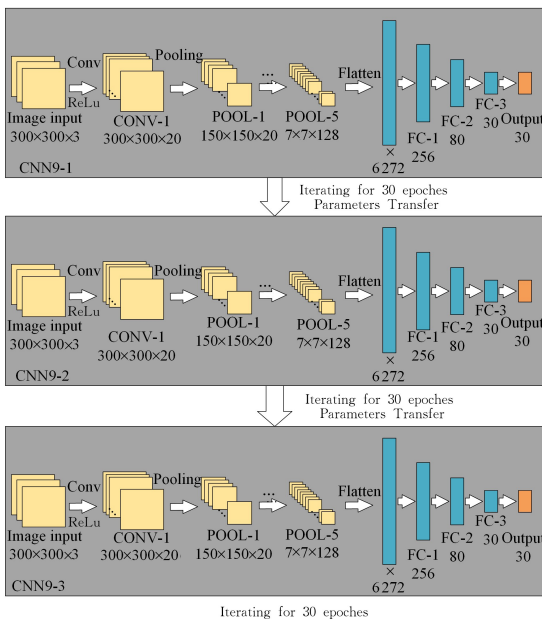 Conv
ReLu
Pooling
...
Flatten
Image input
300×300×3
CONV-1
300×300×20
POOL-1
150×150×20
POOL-5
7×7×128
×
6272
FC-1
256
FC-2
80
FC-3
30
Output
30
CNN9-1
Iterating for 30 epoches
Parameters Transfer
Conv
ReLu
Pooling
...
Flatten
Image input
300×300×3
CONV-1
300×300×20
POOL-1
150×150×20
POOL-5
7×7×128
×
6272
FC-1
256
FC-2
80
FC-3
30
Output
30
CNN9-2
Iterating for 30 epoches
Parameters Transfer
Conv
ReLu
Pooling
...
Flatten
Image input
300×300×3
CONV-1
300×300×20
POOL-1
150×150×20
POOL-5
7×7×128
×
6272
FC-1
256
FC-2
80
FC-3
30
Output
30
CNN9-3
Iterating for 30 epoches